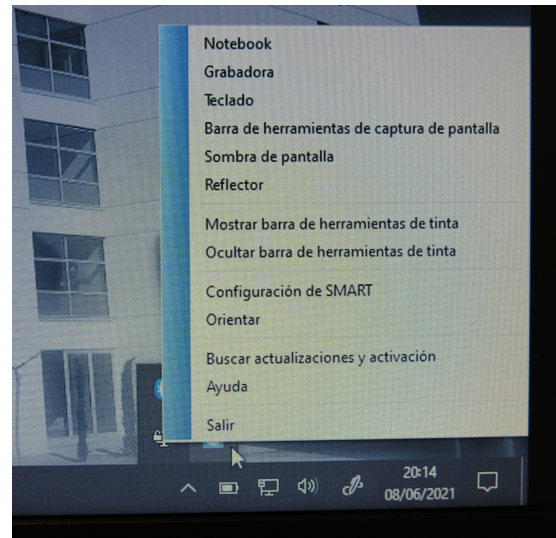 Notebook
Grabadora
Teclado
Barra de herramientas de captura de pantalla
Sombra de pantalla
Reflector
Mostrar barra de herramientas de tinta
Ocultar barra de herramientas de tinta
Configuración de SMART
Orientar
Buscar actualizaciones y activación
Ayuda
Salir
20:14
08/06/2021